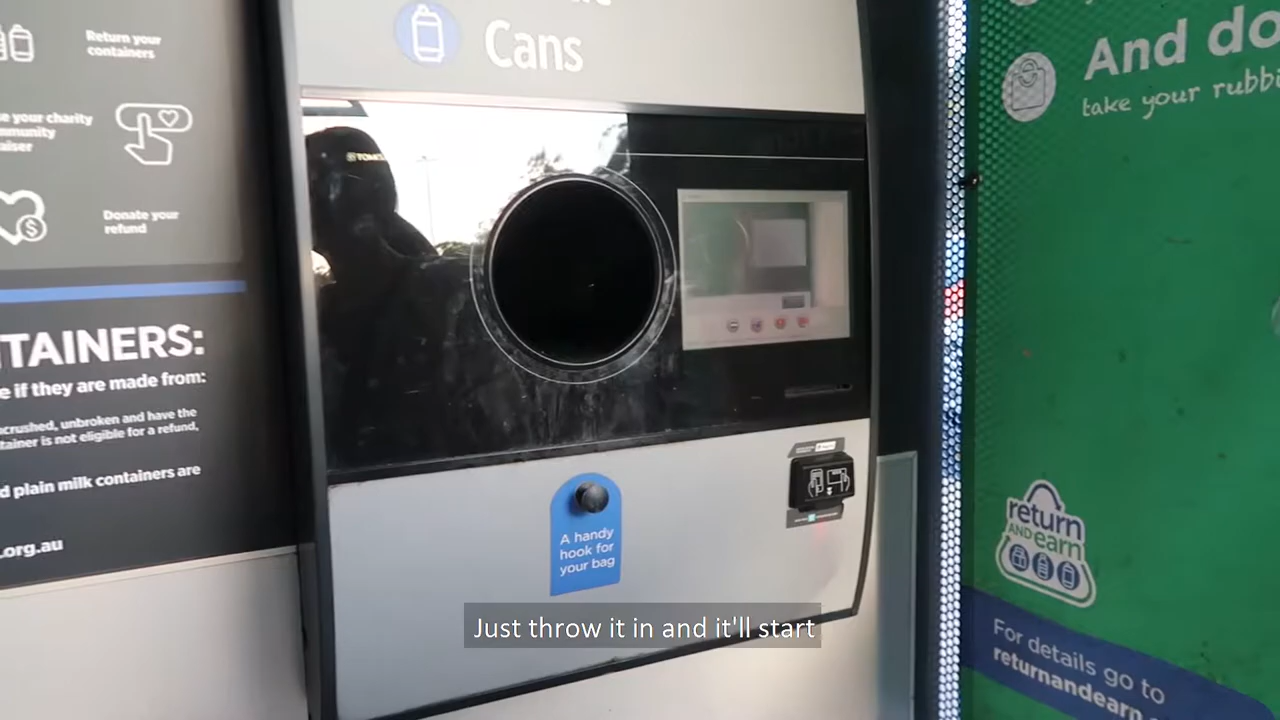 Return your
containers
e your charity
mmunity
aiser
Donate your
refund
TAINERS:
e if they are made from:
ncrushed, unbroken and have the
tainer is not eligible for a refund,
d plain milk containers are
.org.au
Cans
TOM
A handy
hook for
your bag
And do
take your rubbi
return
AND earn
For details go to
returnandearn.
Just throw it in and it'll start